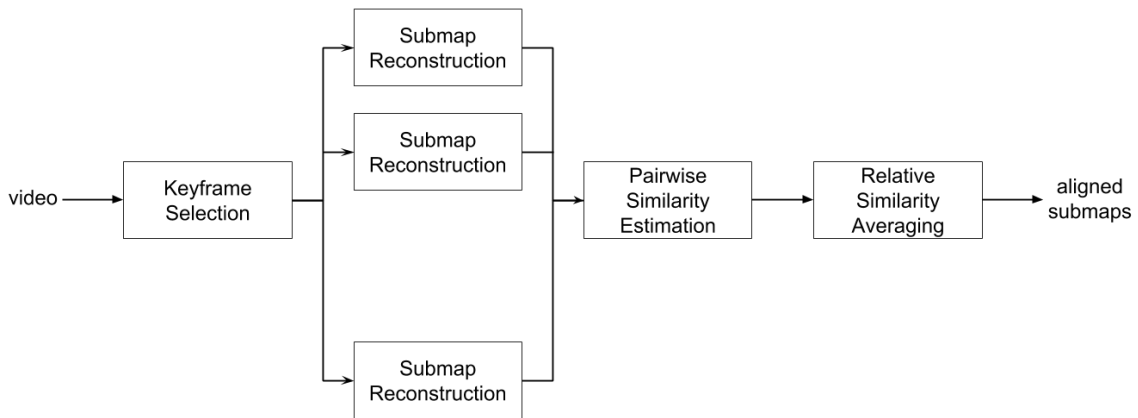 video
Keyframe
Selection
Submap
Reconstruction
Submap
Reconstruction
Submap
Reconstruction
Pairwise
Similarity
Estimation
Relative
Similarity
Averaging
aligned
submaps